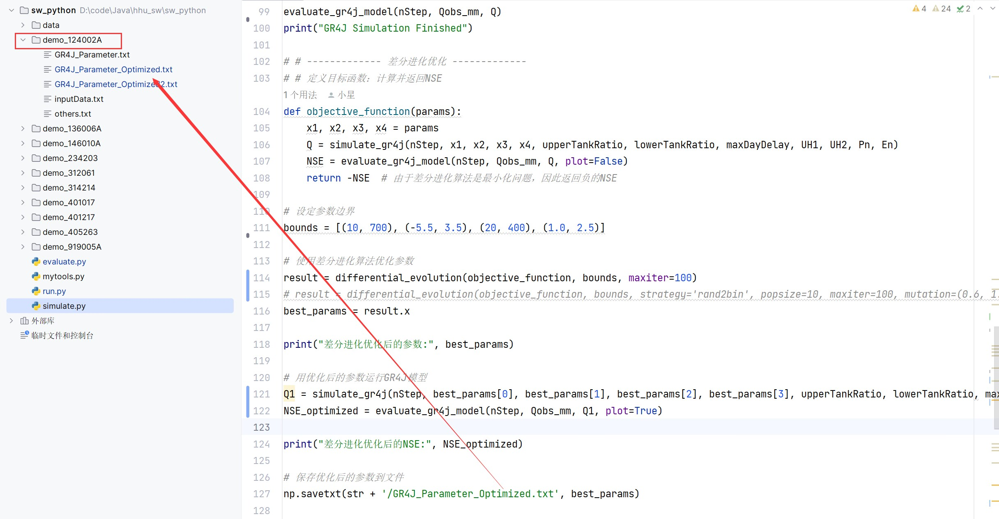 sw_python D:\code\Java\hhu_sw\sw_python
data
demo_124002A
GR4J_Parameter.txt
GR4J_Parameter_Optimized.txt
GR4J_Parameter_Optimized2.txt
inputData.txt
others.txt
demo_136006A
demo_146010A
demo_234203
demo_312061
demo_314214
demo_401017
demo_401217
demo_405263
demo_919005A
evaluate.py
mytools.py
run.py
simulate.py
外部库
临时文件和控制台
4 24 2
99 evaluate_gr4j_model(nStep, Qobs_mm, Q)
100 print("GR4J Simulation Finished")
101
102 # # ------------- 差分进化优化 -------------
103 # # 定义目标函数：计算并返回NSE
1个用法 小星
104 def objective_function(params):
105 x1, x2, x3, x4 = params
106 Q = simulate_gr4j(nStep, x1, x2, x3, x4, upperTankRatio, lowerTankRatio, maxDayDelay, UH1, UH2, Pn, En)
107 NSE = evaluate_gr4j_model(nStep, Qobs_mm, Q, plot=False)
108 return -NSE # 由于差分进化算法是最小化问题，因此返回负的NSE
109
110 # 设定参数边界
111 bounds = [(10, 700), (-5.5, 3.5), (20, 400), (1.0, 2.5)]
112
113 # 使用差分进化算法优化参数
114 result = differential_evolution(objective_function, bounds, maxiter=100)
115 # result = differential_evolution(objective_function, bounds, strategy='rand2bin', popsize=10, maxiter=100, mutation=(0.6, 1.
116 best_params = result.x
117
118 print("差分进化优化后的参数:", best_params)
119
120 # 用优化后的参数运行GR4J模型
121 Q1 = simulate_gr4j(nStep, best_params[0], best_params[1], best_params[2], best_params[3], upperTankRatio, lowerTankRatio, max
122 NSE_optimized = evaluate_gr4j_model(nStep, Qobs_mm, Q1, plot=True)
123
124 print("差分进化优化后的NSE:", NSE_optimized)
125
126 # 保存优化后的参数到文件
127 np.savetxt(str + '/GR4J_Parameter_Optimized.txt', best_params)
128